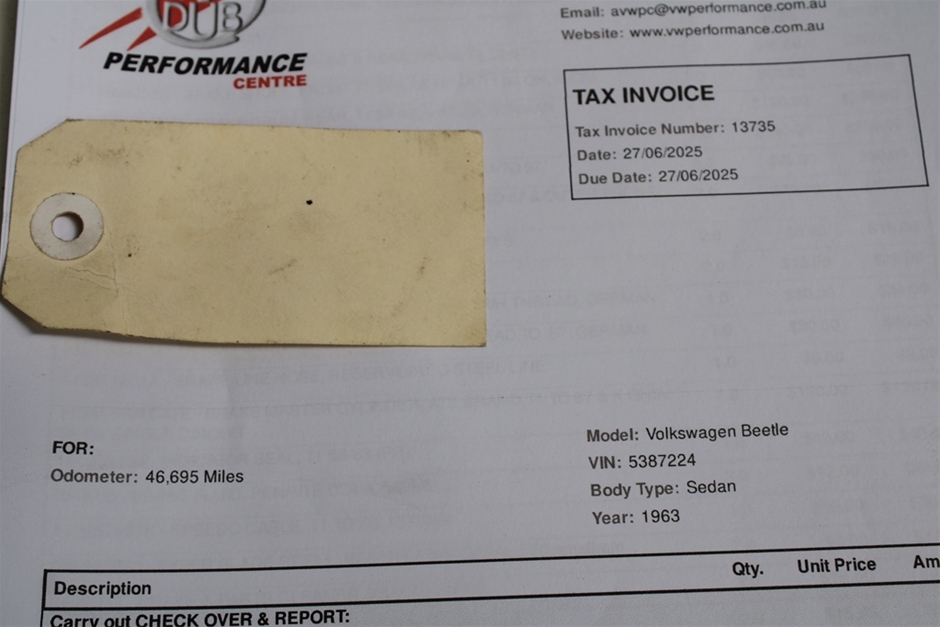 DUB
PERFORMANCE
CENTRE
Email: avwpc@vwperformance.com.au
Website: www.vwperformance.com.au
TAX INVOICE
Tax Invoice Number: 13735
Date: 27/06/2025
Due Date: 27/06/2025
FOR:
Odometer: 46,695 Miles
Model: Volkswagen Beetle
VIN: 5387224
Body Type: Sedan
Year: 1963
Description Qty. Unit Price Am
Carry out CHECK OVER & REPORT: